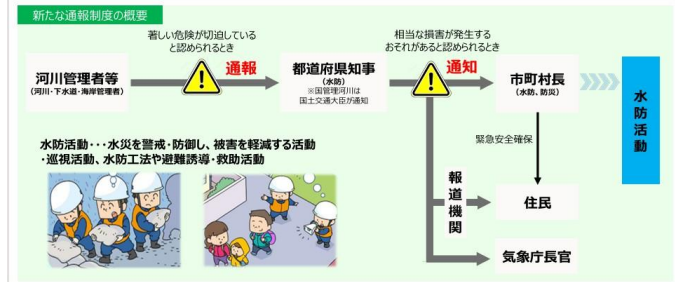 新たな通報制度の概要
著しい危険が切迫している
と認められるとき
相当な損害が発生する
おそれがあると認められるとき
河川管理者等
(河川・下水道・海岸管理者)
通報
都道府県知事
(水防)
※国管理河川は
国土交通大臣が通知
通知
市町村長
(水防、防災)
水防活動
水防活動・・・水災を警戒・防御し、被害を軽減する活動
・巡視活動、水防工法や避難誘導・救助活動
緊急安全確保
報道機関
住民
気象庁長官